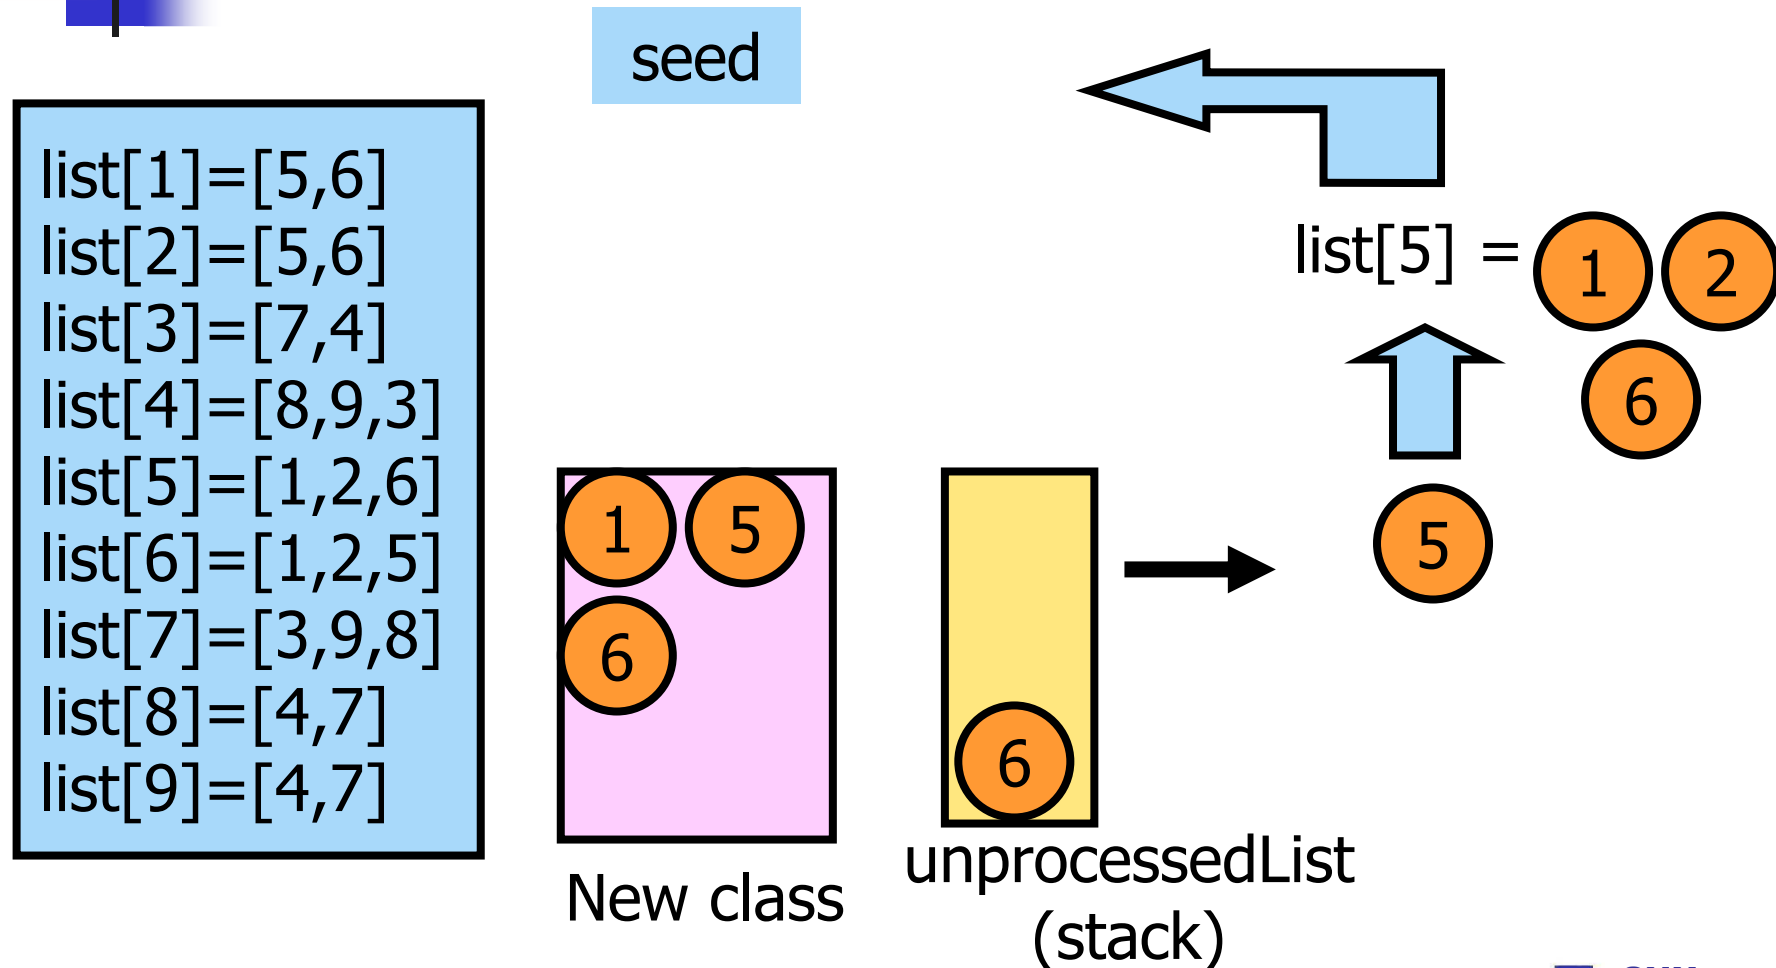 seed
list[1]=[5,6]
list[2]=[5,6]
list[3]=[7,4]
list[4]=[8,9,3]
list[5]=[1,2,6]
list[6]=[1,2,5]
list[7]=[3,9,8]
list[8]=[4,7]
list[9]=[4,7]
list[5] = 1 2
6
5
1 5
6
6
New class
unprocessedList
(stack)